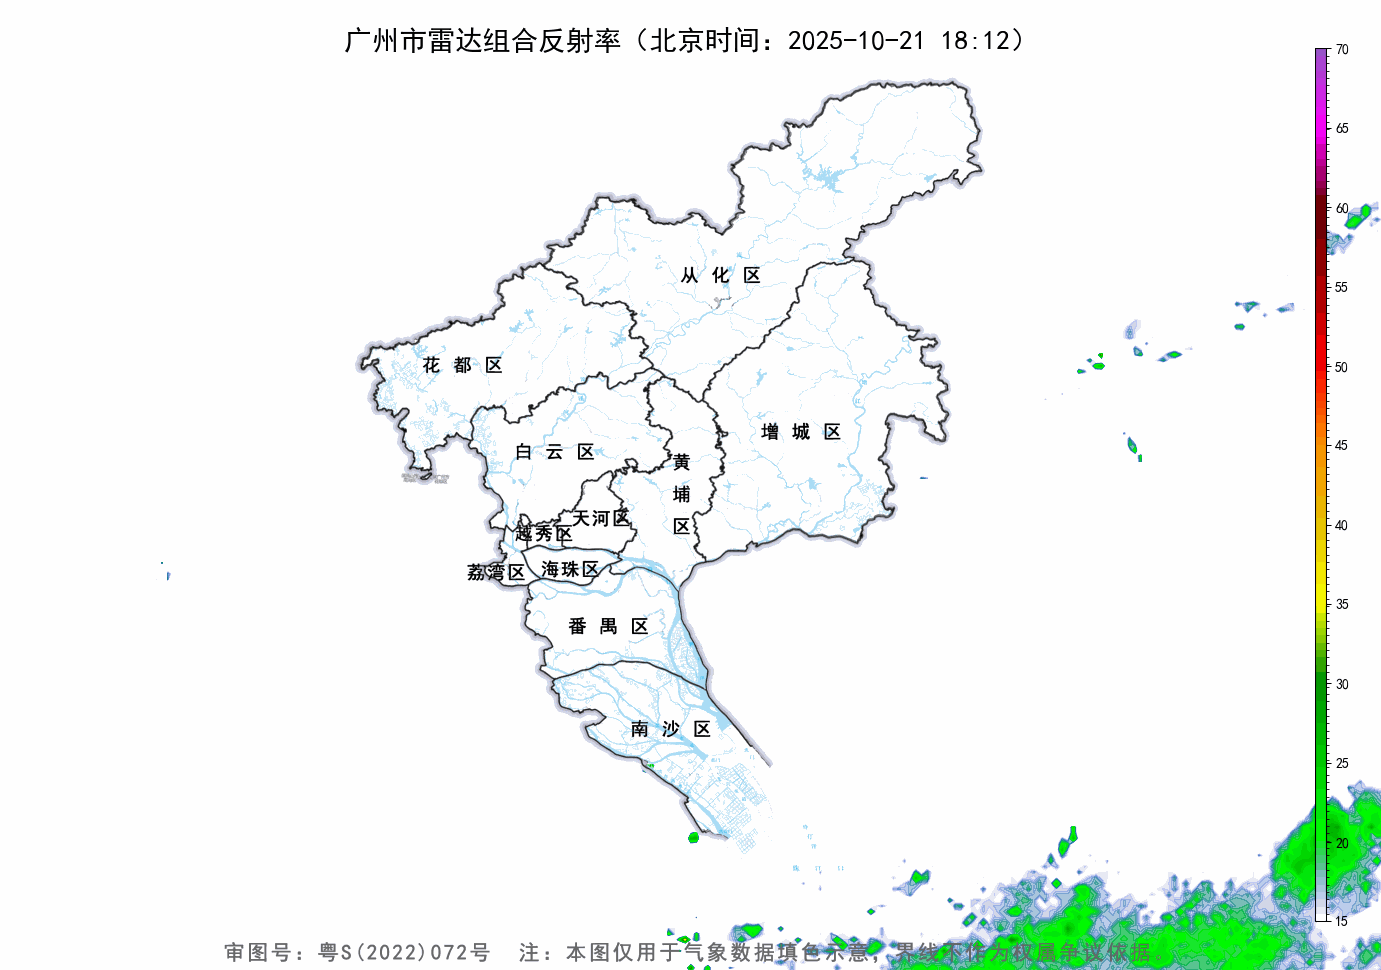 广州市雷达组合反射率（北京时间：2025-10-21 18:12）
70
65
60
55
50
45
40
35
30
25
20
15
从化区
花都区
增城区
白云区
黄埔区
天河区
越秀区
荔湾区
海珠区
番禺区
南沙区
审图号：粤S(2022)072号 注：本图仅用于气象数据填色示意，界线不作为权属争议依据。